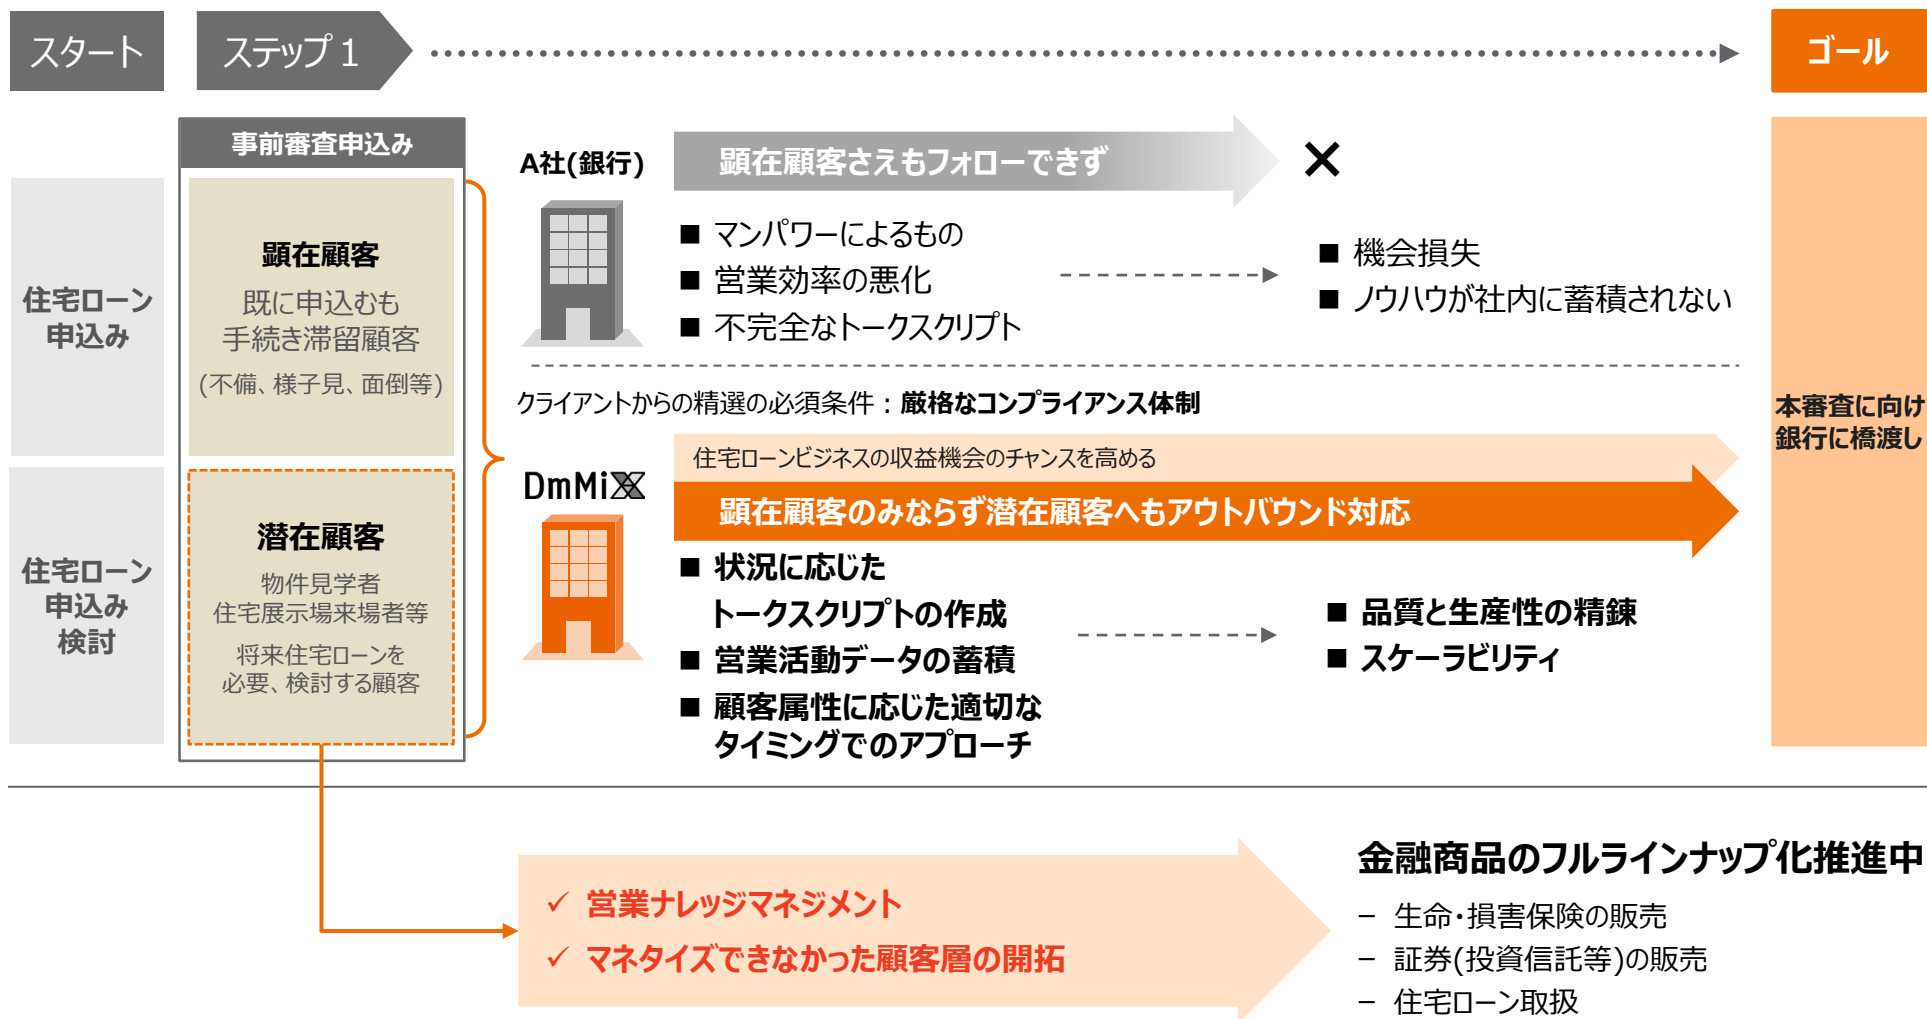 スタート
ステップ 1
ゴール
事前審査申込み
住宅ローン
申込み
顕在顧客
既に申込むも
手続き滞留顧客
(不備、様子見、面倒等)
住宅ローン
申込み
検討
潜在顧客
物件見学者
住宅展示場来場者等
将来住宅ローンを
必要、検討する顧客
A社(銀行)
顕在顧客さえもフォローできず
×
■ マンパワーによるもの
■ 営業効率の悪化
■ 不完全なトークスクリプト
■ 機会損失
■ ノウハウが社内に蓄積されない
クライアントからの精選の必須条件：厳格なコンプライアンス体制
DmMiX
住宅ローンビジネスの収益機会のチャンスを高める
顕在顧客のみならず潜在顧客へもアウトバウンド対応
■ 状況に応じた
トークスクリプトの作成
■ 営業活動データの蓄積
■ 顧客属性に応じた適切な
タイミングでのアプローチ
■ 品質と生産性の精錬
■ スケーラビリティ
本審査に向け
銀行に橋渡し
✓ 営業ナレッジマネジメント
✓ マネタイズできなかった顧客層の開拓
金融商品のフルラインナップ化推進中
– 生命・損害保険の販売
– 証券(投資信託等)の販売
– 住宅ローン取扱